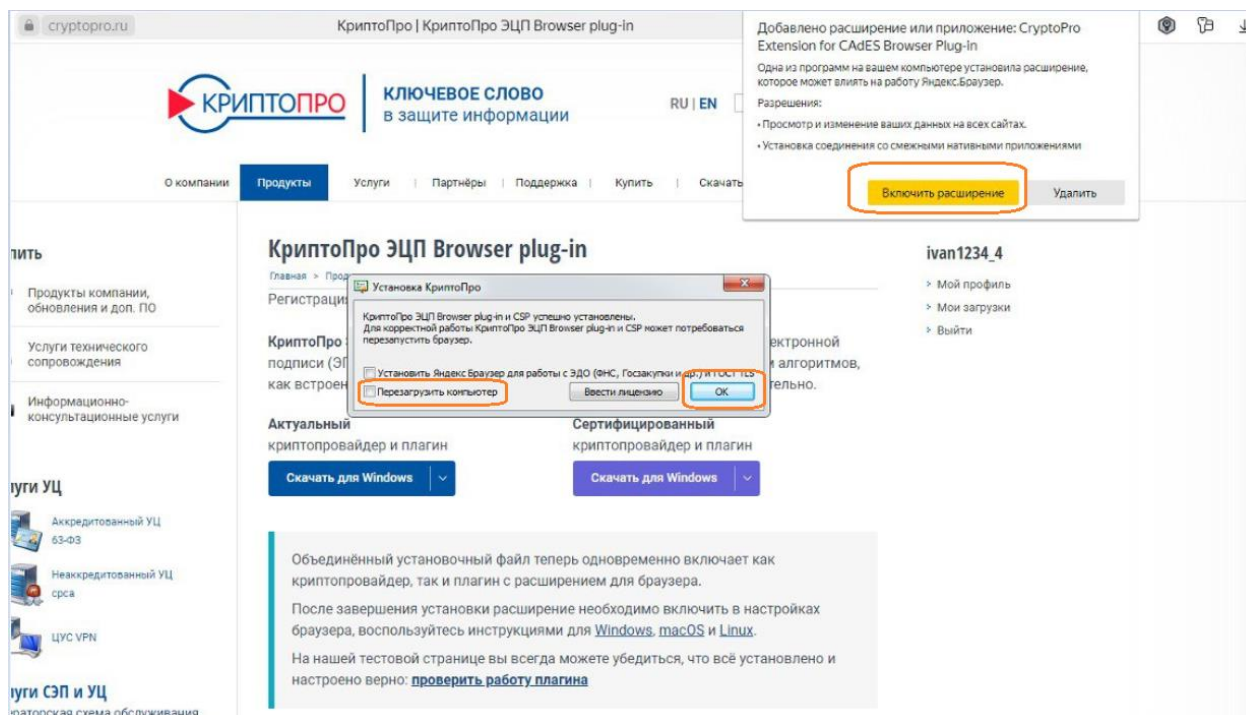 cryptopro.ru
КриптоПро | КриптоПро ЭЦП Browser plug-in
Добавлено расширение или приложение: CryptoPro
Extension for CAdES Browser Plug-in
Одна из программ на вашем компьютере установила расширение,
которое может влиять на работу Яндекс.Браузер.
Разрешения:
• Просмотр и изменение ваших данных на всех сайтах.
• Установка соединения со смежными нативными приложениями
Включить расширение
Удалить
КРИПТОПРО
КЛЮЧЕВОЕ СЛОВО
в защите информации
RU | EN
О компании
Продукты
Услуги
Партнёры
Поддержка
Купить
Скачать
пить
Продукты компании,
обновления и доп. ПО
Услуги технического
сопровождения
Информационно-
консультационные услуги
луги УЦ
Аккредитованный УЦ
63-ФЗ
Неаккредитованный УЦ
ЦУС VPN
луги СЭП и УЦ
КриптоПро ЭЦП Browser plug-in
Главная > Прод
Регистрация
КриптоПро
ектронной
подписи (ЭП
алгоритмов,
как встроен
тельно.
Установка КриптоПро
КриптоПро ЭЦП Browser plug-in и CSP успешно установлены.
Для корректной работы КриптоПро ЭЦП Browser plug-in и CSP может потребоваться
перезапустить браузер.
Установить Яндекс Браузер для работы с ЭДО (ФНС, Госзакупки и др.) и ГОСТ TLS
Перезагрузить компьютер
Ввести лицензию
OK
Актуальный
криптопровайдер и плагин
Скачать для Windows
Сертифицированный
криптопровайдер и плагин
Скачать для Windows
Объединённый установочный файл теперь одновременно включает как
криптопровайдер, так и плагин с расширением для браузера.
После завершения установки расширение необходимо включить в настройках
браузера, воспользуйтесь инструкциями для Windows, macOS и Linux.
На нашей тестовой странице вы всегда можете убедиться, что всё установлено и
настроено верно: проверить работу плагина
ivan1234_4
Мой профиль
Мои загрузки
Выйти